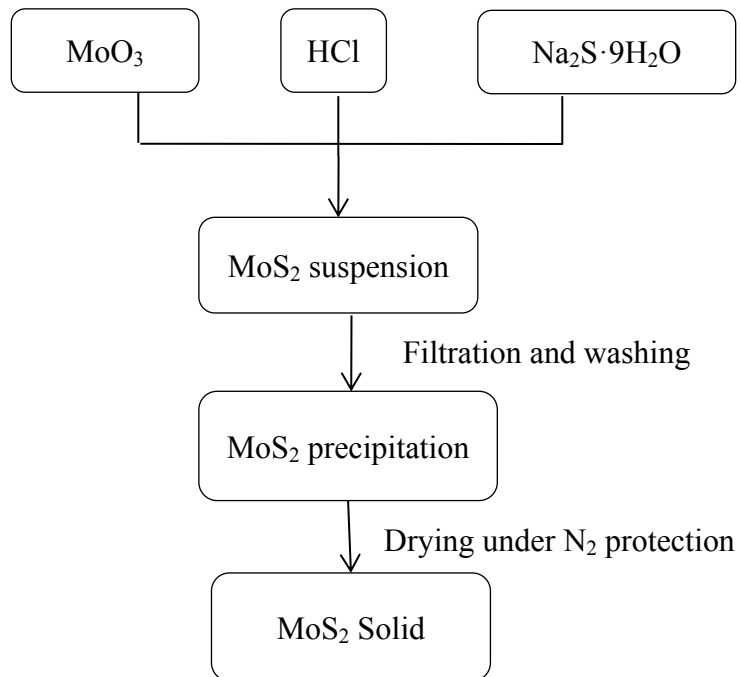 MoO₃
HCl
Na₂S·9H₂O
MoS₂ suspension
Filtration and washing
MoS₂ precipitation
Drying under N₂ protection
MoS₂ Solid